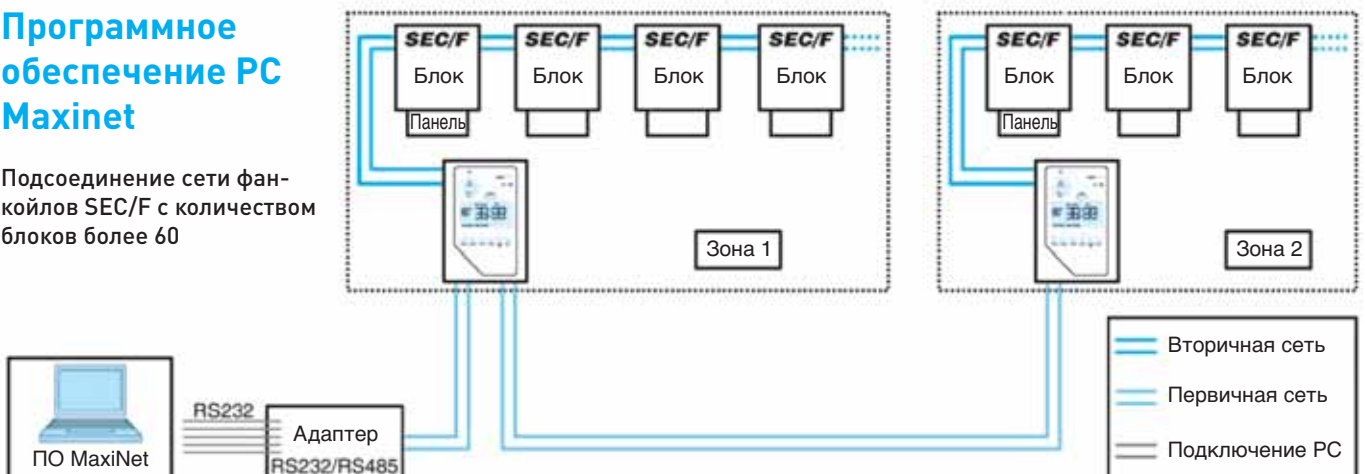 Программное
обеспечение PC
Maxinet
Подсоединение сети фан-
койлов SEC/F с количеством
блоков более 60
SEC/F SEC/F SEC/F SEC/F
Блок Блок Блок Блок
Панель
Зона 1
SEC/F SEC/F SEC/F
Блок Блок Блок
Панель
Зона 2
ПО MaxiNet
RS232
Адаптер
RS232/RS485
Вторичная сеть
Первичная сеть
Подключение PC